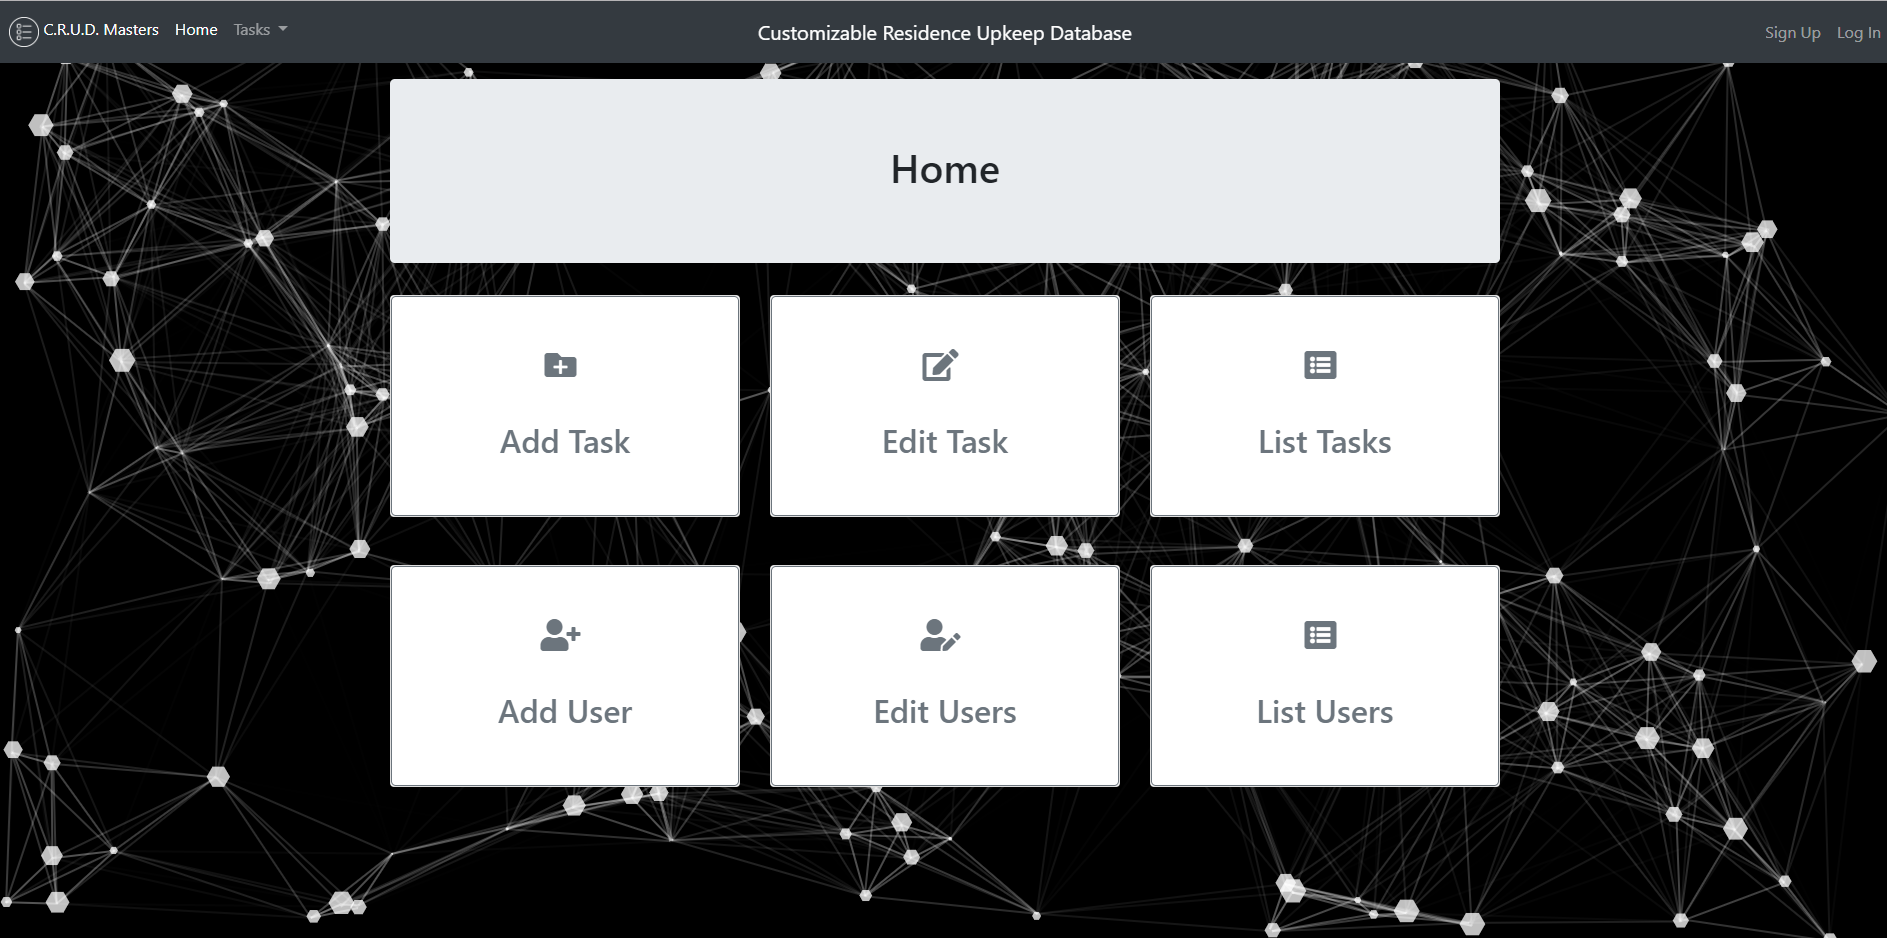 C.R.U.D. Masters Home Tasks Customizable Residence Upkeep Database Sign Up Log In
Home
Add Task Edit Task List Tasks
Add User Edit Users List Users